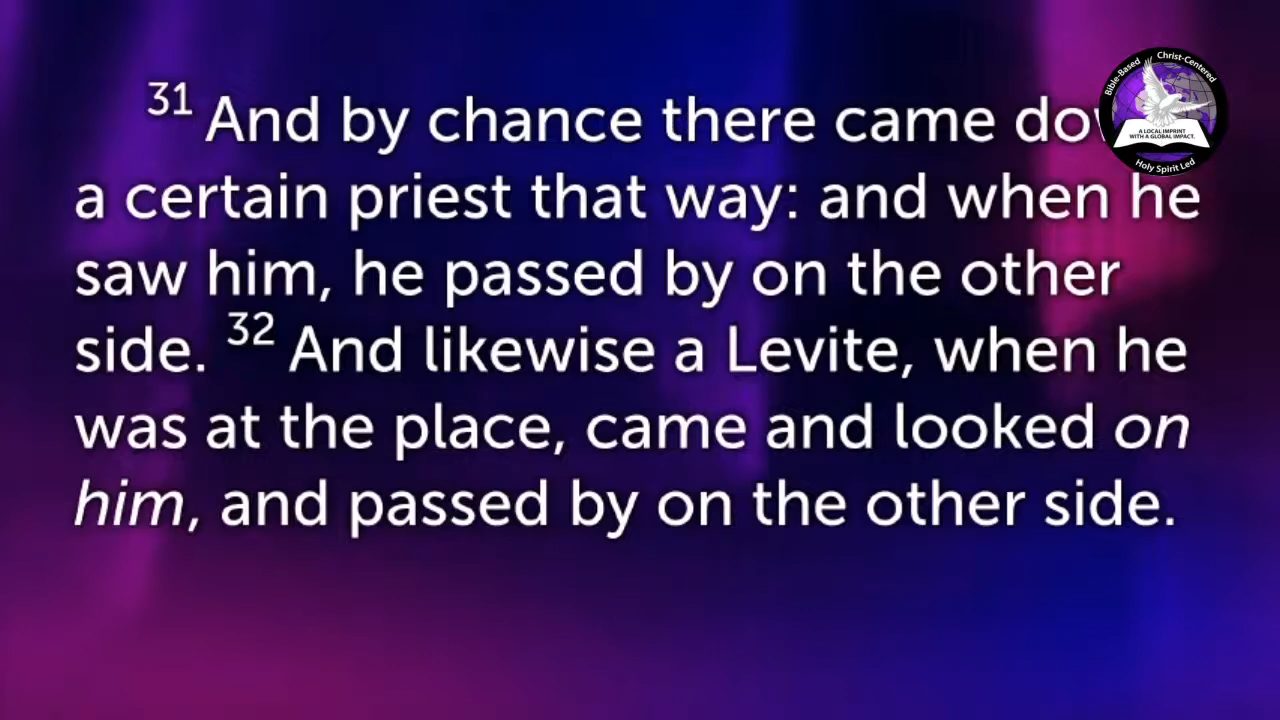 31 And by chance there came do
a certain priest that way: and when he
saw him, he passed by on the other
side. 32 And likewise a Levite, when he
was at the place, came and looked on
him, and passed by on the other side.
Bible-Based Christ-Centered
A LOCAL IMPRINT
WITH A GLOBAL IMPACT.
Holy Spirit Led